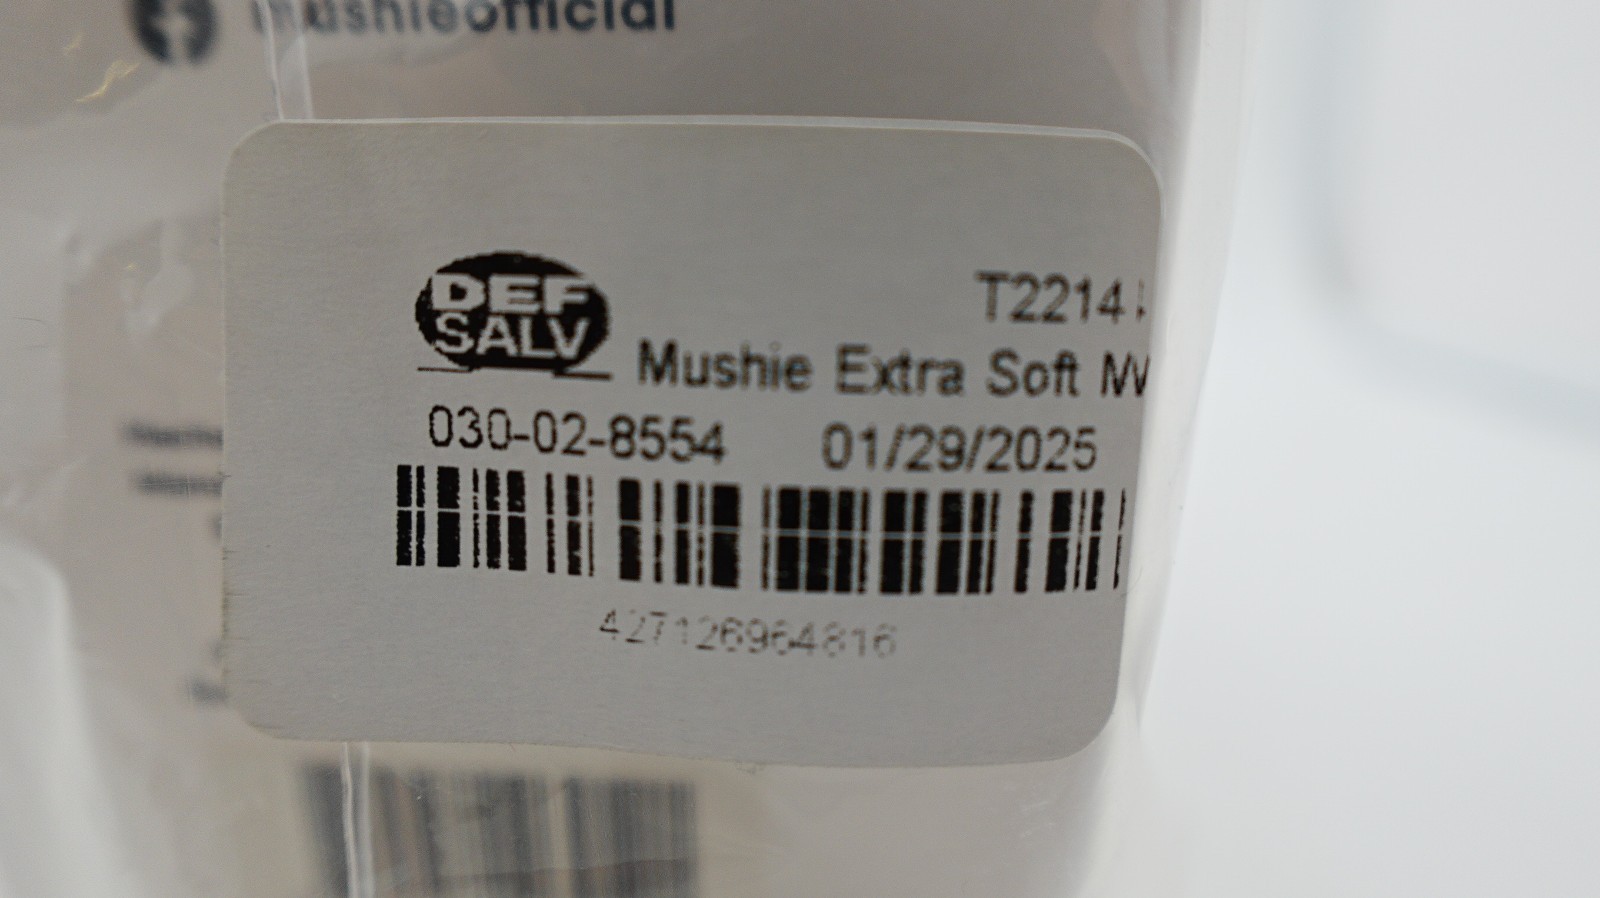 mushieofficial
DEF
SALV
T2214
Mushie Extra Soft
030-02-8554 01/29/2025
427126964816